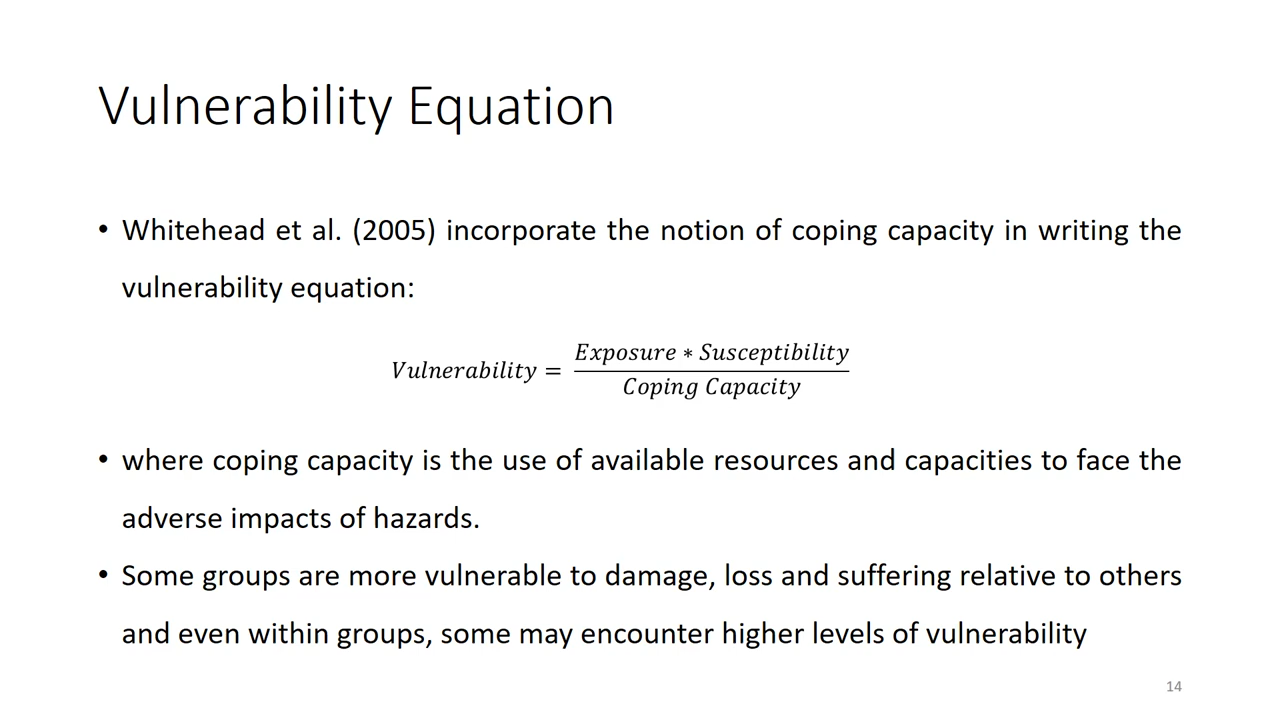 Vulnerability Equation
• Whitehead et al. (2005) incorporate the notion of coping capacity in writing the
vulnerability equation:
Vulnerability = Exposure ∗ Susceptibility
Coping Capacity
• where coping capacity is the use of available resources and capacities to face the
adverse impacts of hazards.
• Some groups are more vulnerable to damage, loss and suffering relative to others
and even within groups, some may encounter higher levels of vulnerability
14